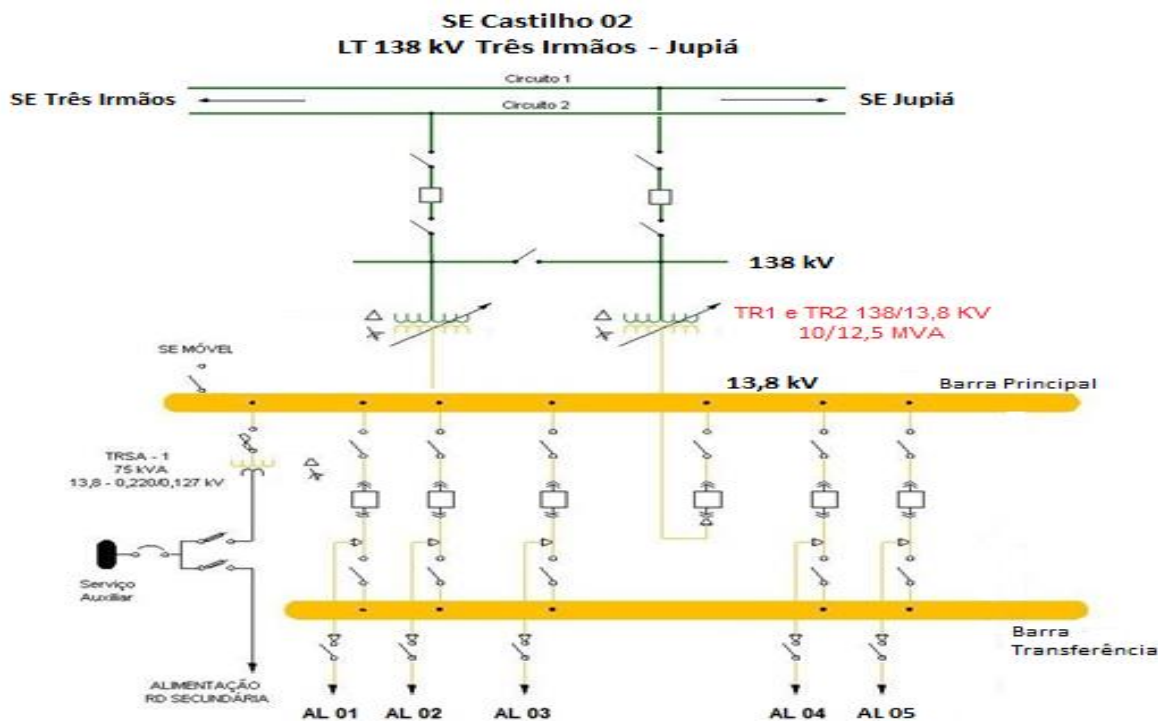 SE Castilho 02
LT 138 kV Três Irmãos - Jupiá
Circuito 1
SE Três Irmãos
SE Jupiá
Circuito 2
138 kV
TR1 e TR2 138/13,8 KV
10/12,5 MVA
SE MÓVEL
13,8 kV
Barra Principal
TRSA - 1
75 kVA
13,8 - 0,220/0,127 kV
Serviço
Auxiliar
Barra
Transferência
ALIMENTAÇÃO
RD SECUNDÁRIA
AL 01
AL 02
AL 03
AL 04
AL 05